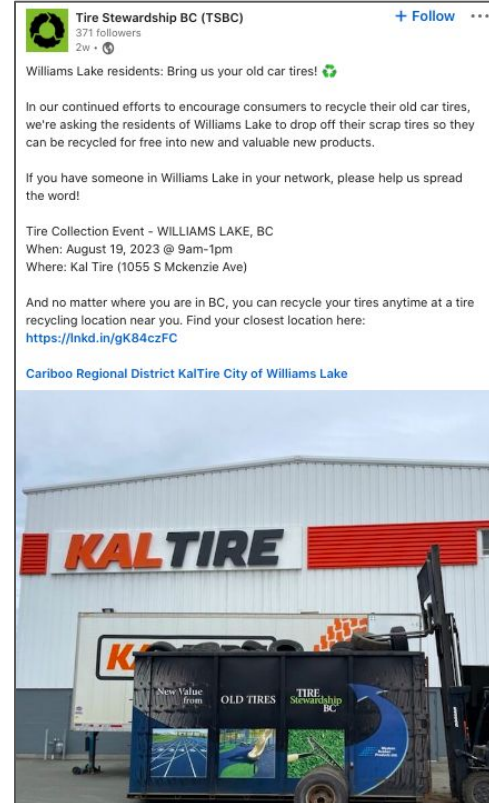 Tire Stewardship BC (TSBC)
+ Follow ...
371 followers
2w •
Williams Lake residents: Bring us your old car tires! ♻️
In our continued efforts to encourage consumers to recycle their old car tires,
we're asking the residents of Williams Lake to drop off their scrap tires so they
can be recycled for free into new and valuable new products.
If you have someone in Williams Lake in your network, please help us spread
the word!
Tire Collection Event - WILLIAMS LAKE, BC
When: August 19, 2023 @ 9am-1pm
Where: Kal Tire (1055 S Mckenzie Ave)
And no matter where you are in BC, you can recycle your tires anytime at a tire
recycling location near you. Find your closest location here:
https://lnkd.in/gK84czFC
Cariboo Regional District KalTire City of Williams Lake
KALTIRE
New Value
from
OLD TIRES
TIRE
Stewardship
BC